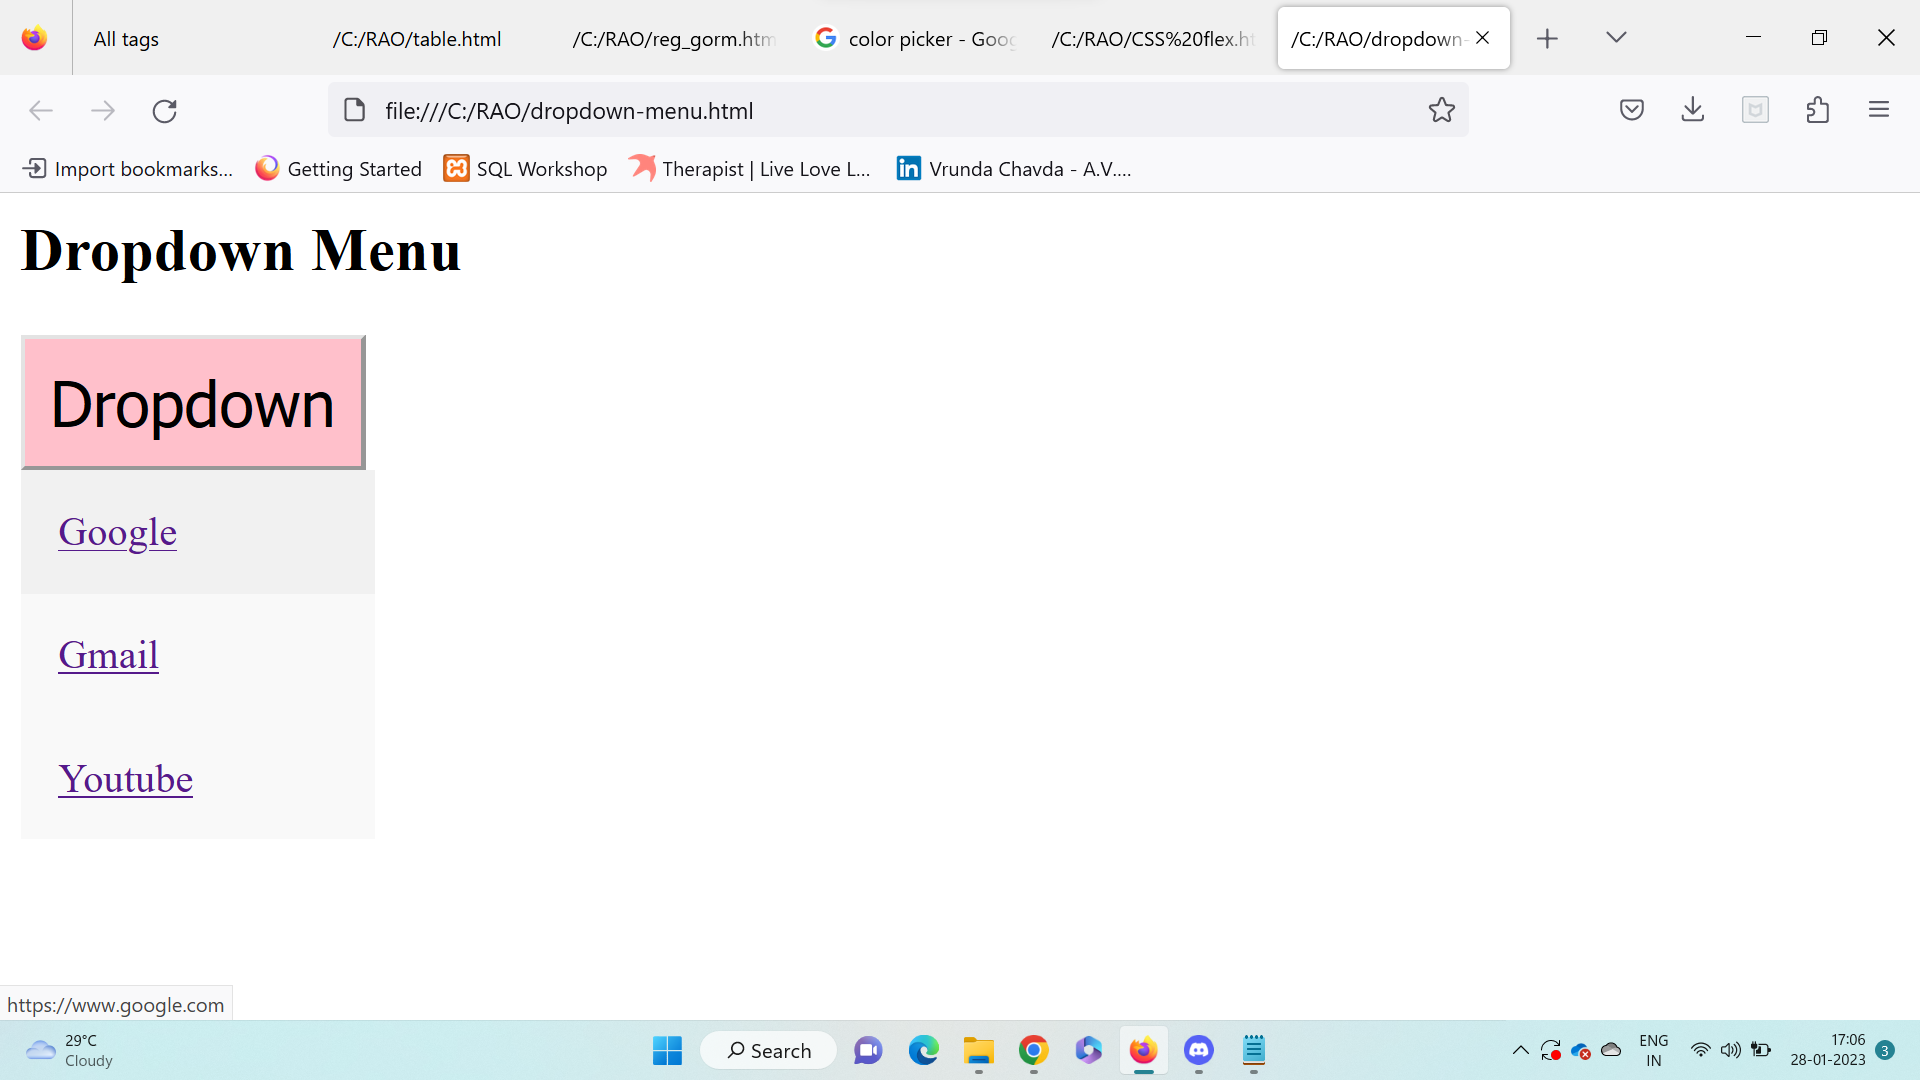 All tags
/C:/RAO/table.html
/C:/RAO/reg_gorm.htm
color picker - Goog
/C:/RAO/CSS%20flex.ht
/C:/RAO/dropdown-
file:///C:/RAO/dropdown-menu.html
Import bookmarks...
Getting Started
SQL Workshop
Therapist | Live Love L...
in
Vrunda Chavda - A.V....
Dropdown Menu
Dropdown
Google
Gmail
Youtube
https://www.google.com
29°C
Cloudy
Search
ENG
IN
17:06
28-01-2023
3